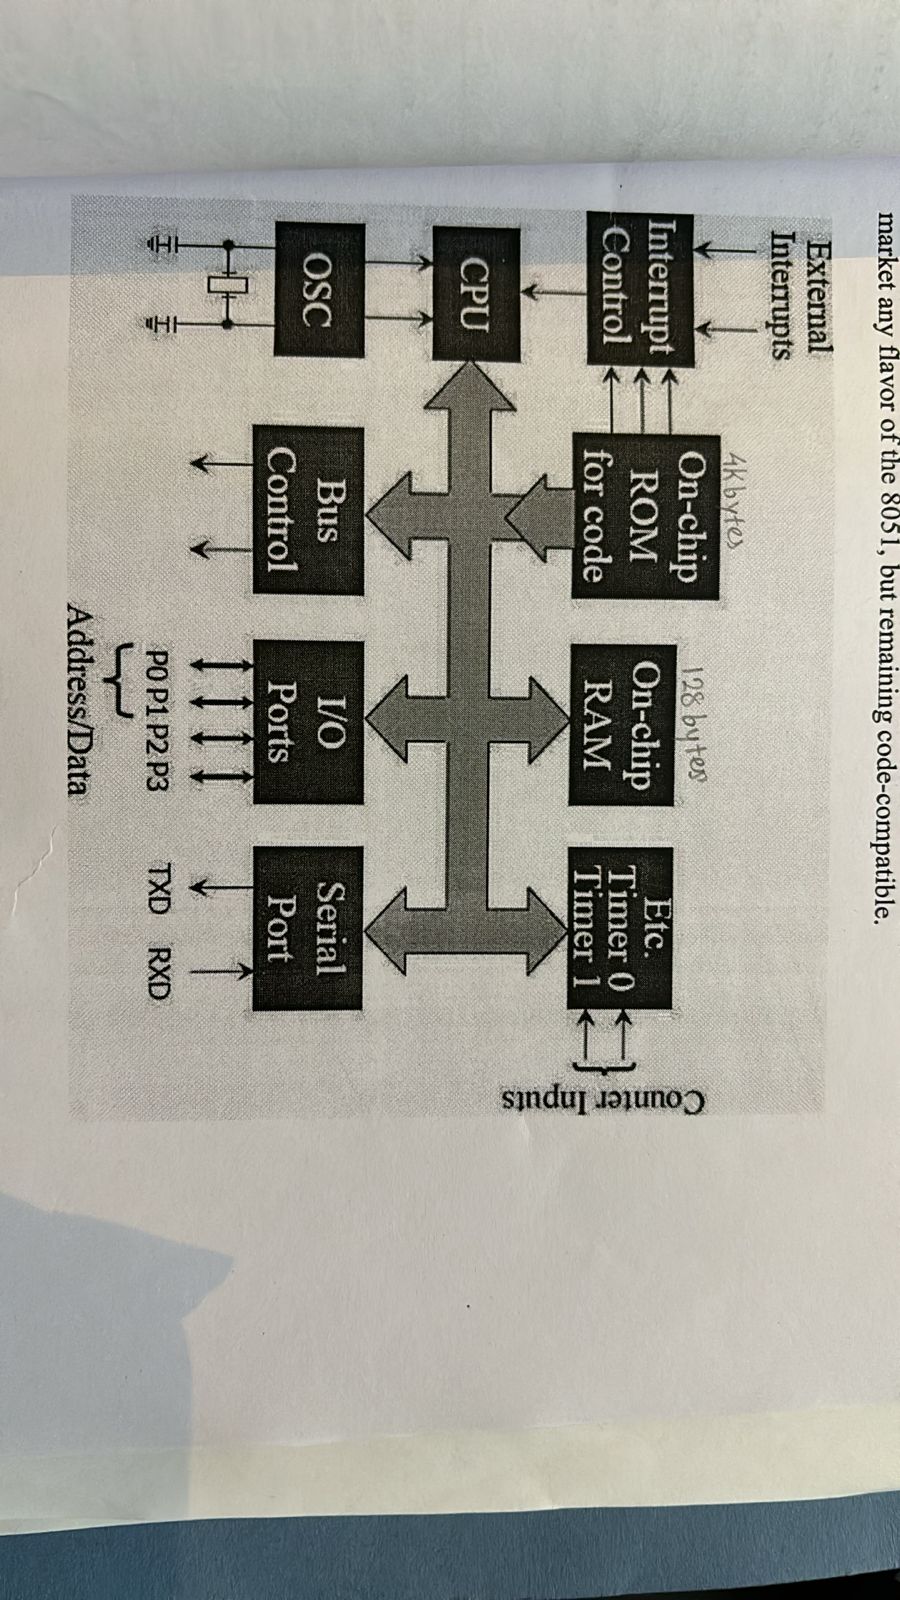 market any flavor of the 8051, but remaining code-compatible.
External
Interrupts
4K bytes
128 bytes
Interrupt
Control
On-chip
ROM
for code
On-chip
RAM
Etc.
Timer 0
Timer 1
Counter Inputs
CPU
OSC
Bus
Control
I/O
Ports
Serial
Port
P0 P1 P2 P3
TXD RXD
Address/Data